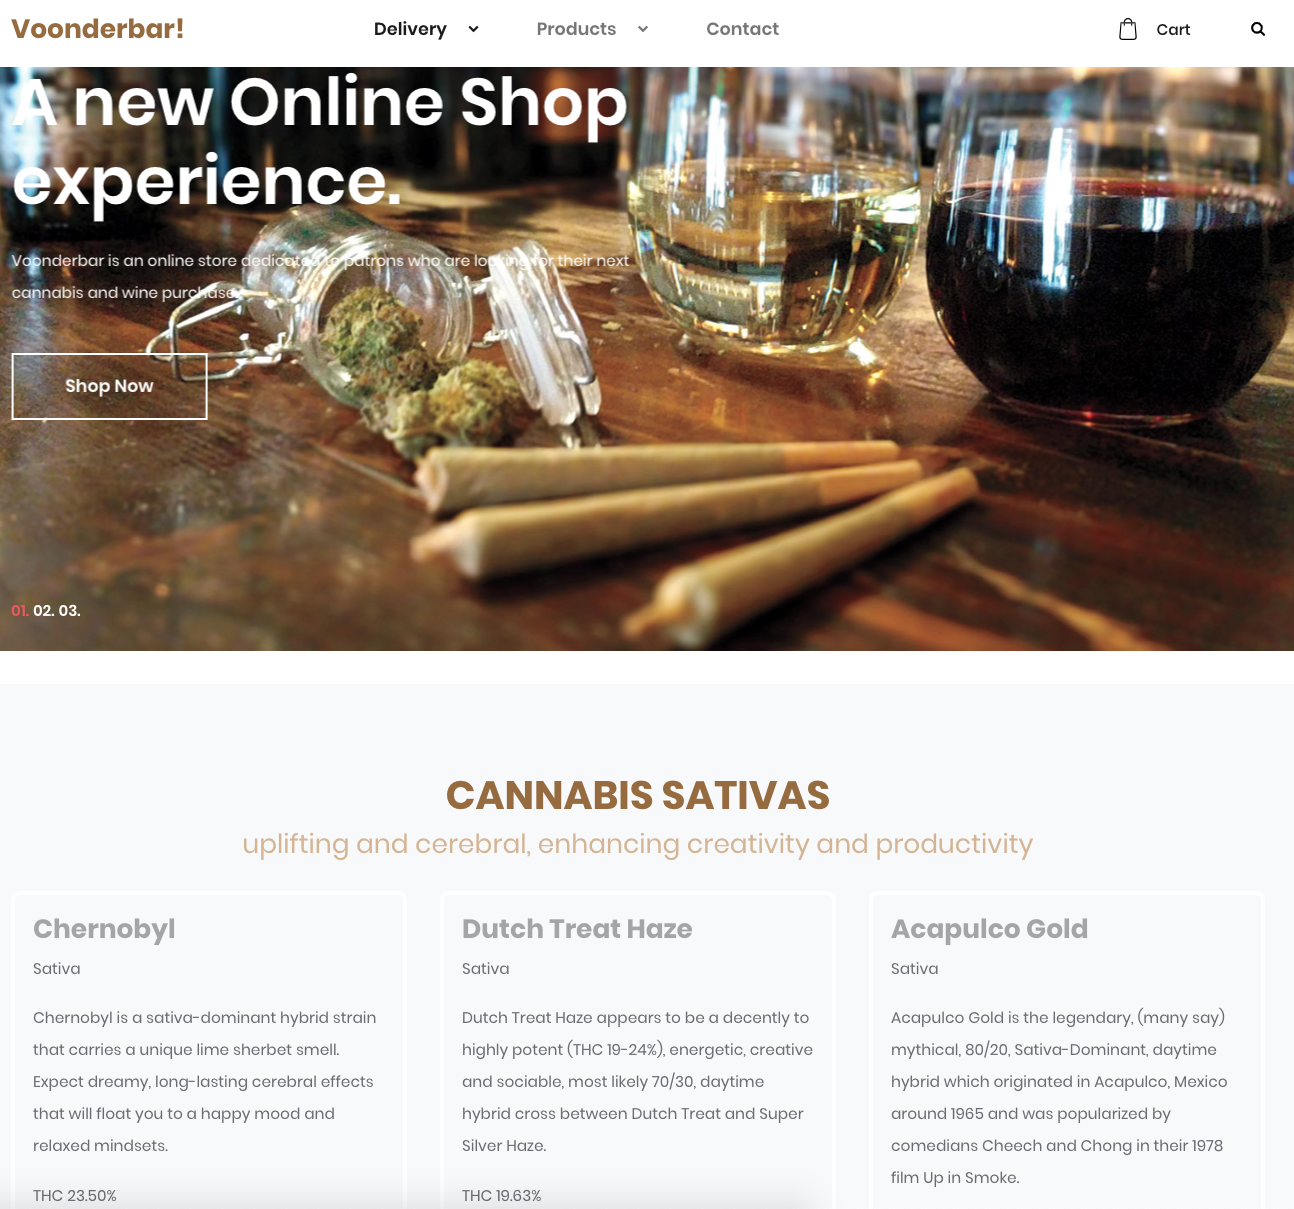 Voonderbar!
Delivery
Products
Contact
Cart
A new Online Shop
experience.
Voonderbar is an online store dedicated to patrons who are looking for their next
cannabis and wine purchase.
Shop Now
01. 02. 03.
CANNABIS SATIVAS
uplifting and cerebral, enhancing creativity and productivity
Chernobyl
Sativa
Chernobyl is a sativa-dominant hybrid strain
that carries a unique lime sherbet smell.
Expect dreamy, long-lasting cerebral effects
that will float you to a happy mood and
relaxed mindsets.
THC 23.50%
Dutch Treat Haze
Sativa
Dutch Treat Haze appears to be a decently to
highly potent (THC 19-24%), energetic, creative
and sociable, most likely 70/30, daytime
hybrid cross between Dutch Treat and Super
Silver Haze.
THC 19.63%
Acapulco Gold
Sativa
Acapulco Gold is the legendary, (many say)
mythical, 80/20, Sativa-Dominant, daytime
hybrid which originated in Acapulco, Mexico
around 1965 and was popularized by
comedians Cheech and Chong in their 1978
film Up in Smoke.